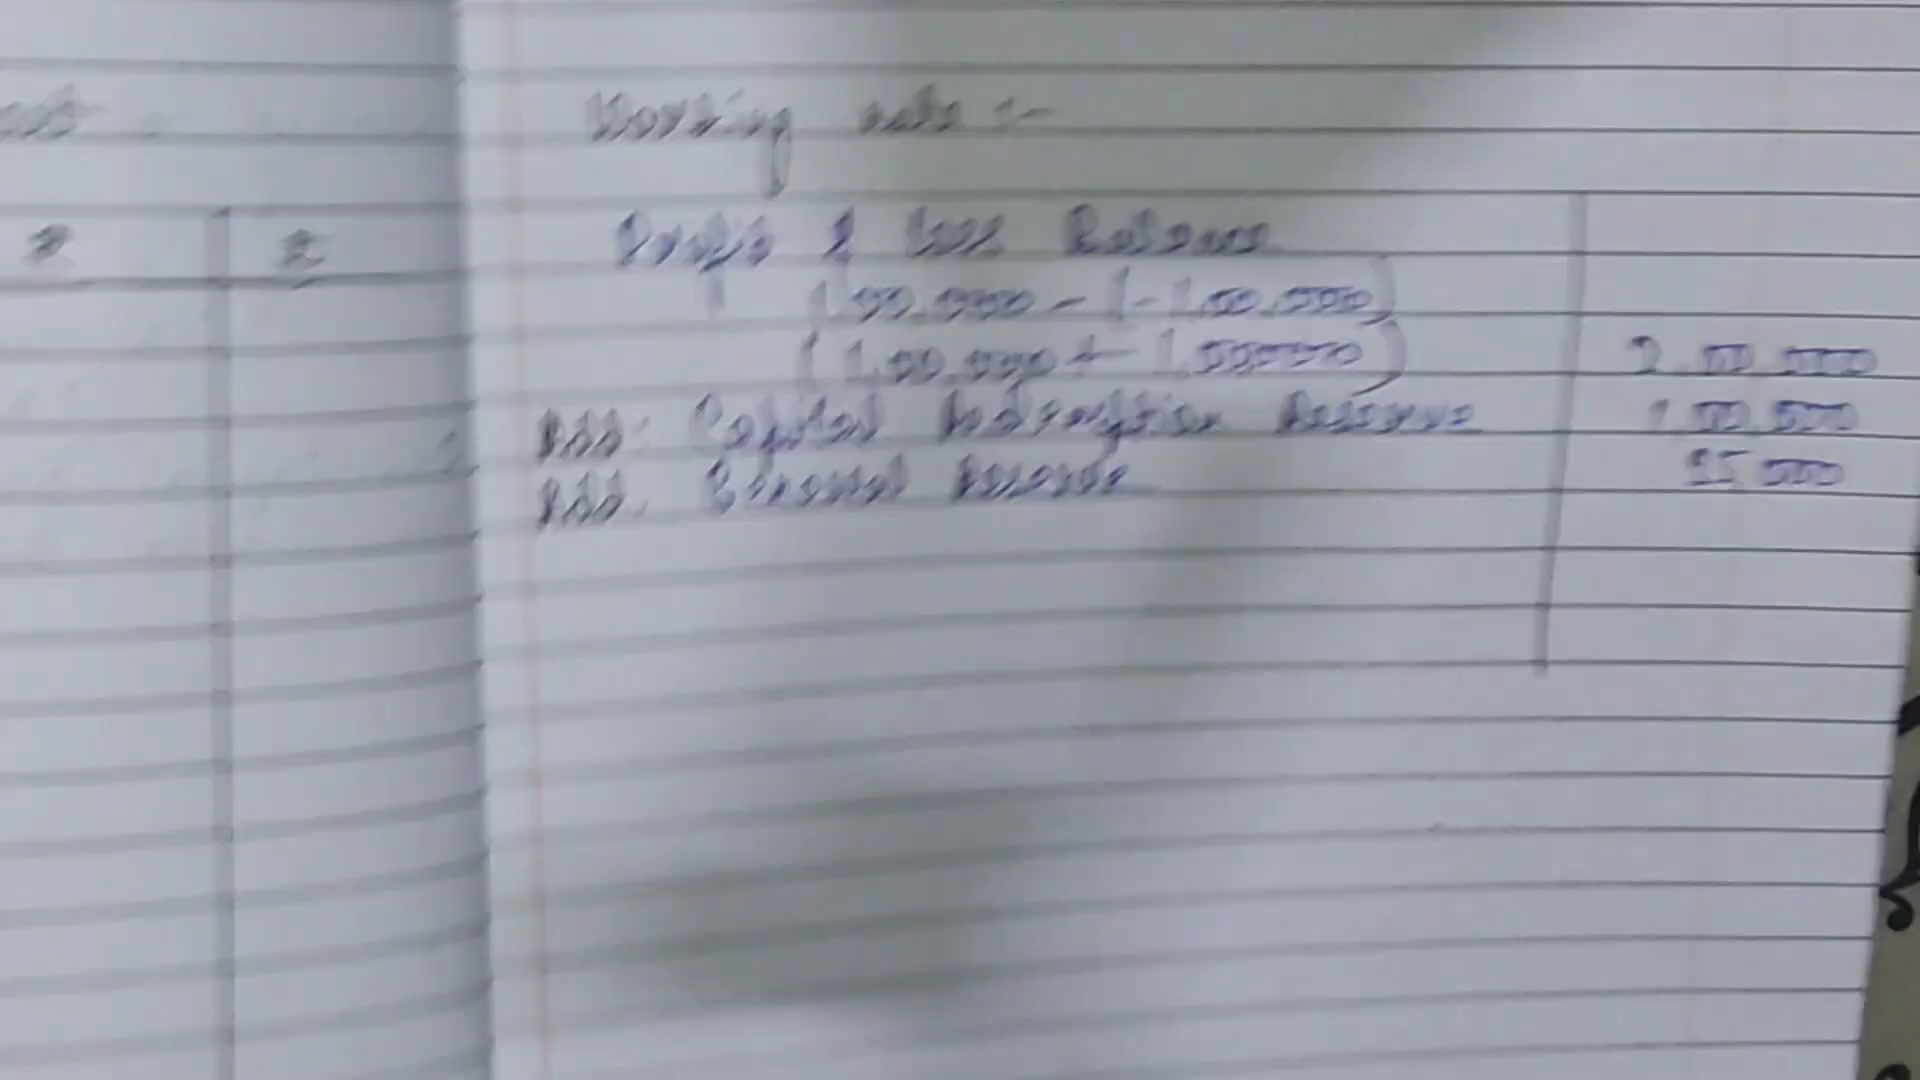 Working note :-
₹ ₹
Profit & Loss Balance
(1,00,000 - (-1,00,000)
(1,00,000 + 1,00,000) 2,00,000
Add: Capital Redemption Reserve 1,00,000
Add: General Reserve 25,000